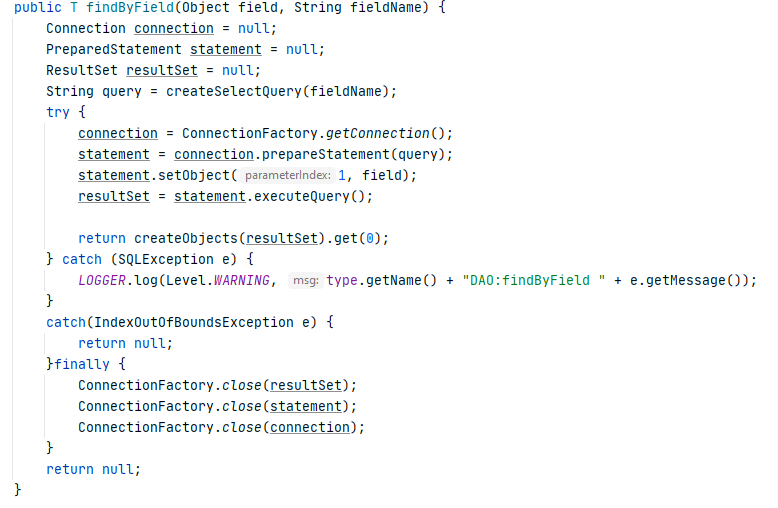 public T findByField(Object field, String fieldName) {
    Connection connection = null;
    PreparedStatement statement = null;
    ResultSet resultSet = null;
    String query = createSelectQuery(fieldName);
    try {
        connection = ConnectionFactory.getConnection();
        statement = connection.prepareStatement(query);
        statement.setObject( parameterIndex: 1, field);
        resultSet = statement.executeQuery();

        return createObjects(resultSet).get(0);
    } catch (SQLException e) {
        LOGGER.log(Level.WARNING,  msg: type.getName() + "DAO:findByField " + e.getMessage());
    }
    catch(IndexOutOfBoundsException e) {
        return null;
    }finally {
        ConnectionFactory.close(resultSet);
        ConnectionFactory.close(statement);
        ConnectionFactory.close(connection);
    }
    return null;
}